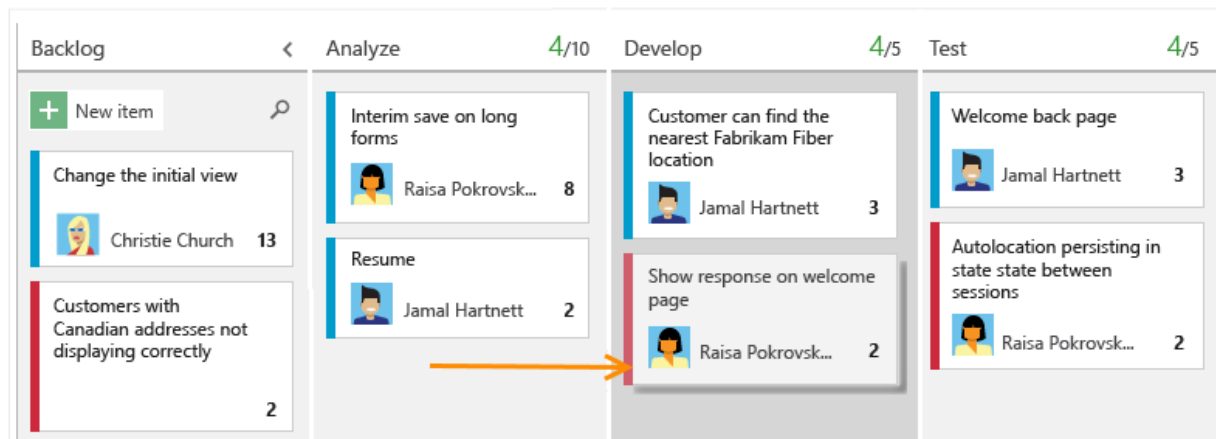 Backlog
<
New item
Change the initial view
Christie Church 13
Customers with
Canadian addresses not
displaying correctly
2
Analyze 4/10
Interim save on long
forms
Raisa Pokrovsk... 8
Resume
Jamal Hartnett 2
Develop 4/5
Customer can find the
nearest Fabrikam Fiber
location
Jamal Hartnett 3
Show response on welcome
page
Raisa Pokrovsk... 2
Test 4/5
Welcome back page
Jamal Hartnett 3
Autolocation persisting in
state state between
sessions
Raisa Pokrovsk... 2